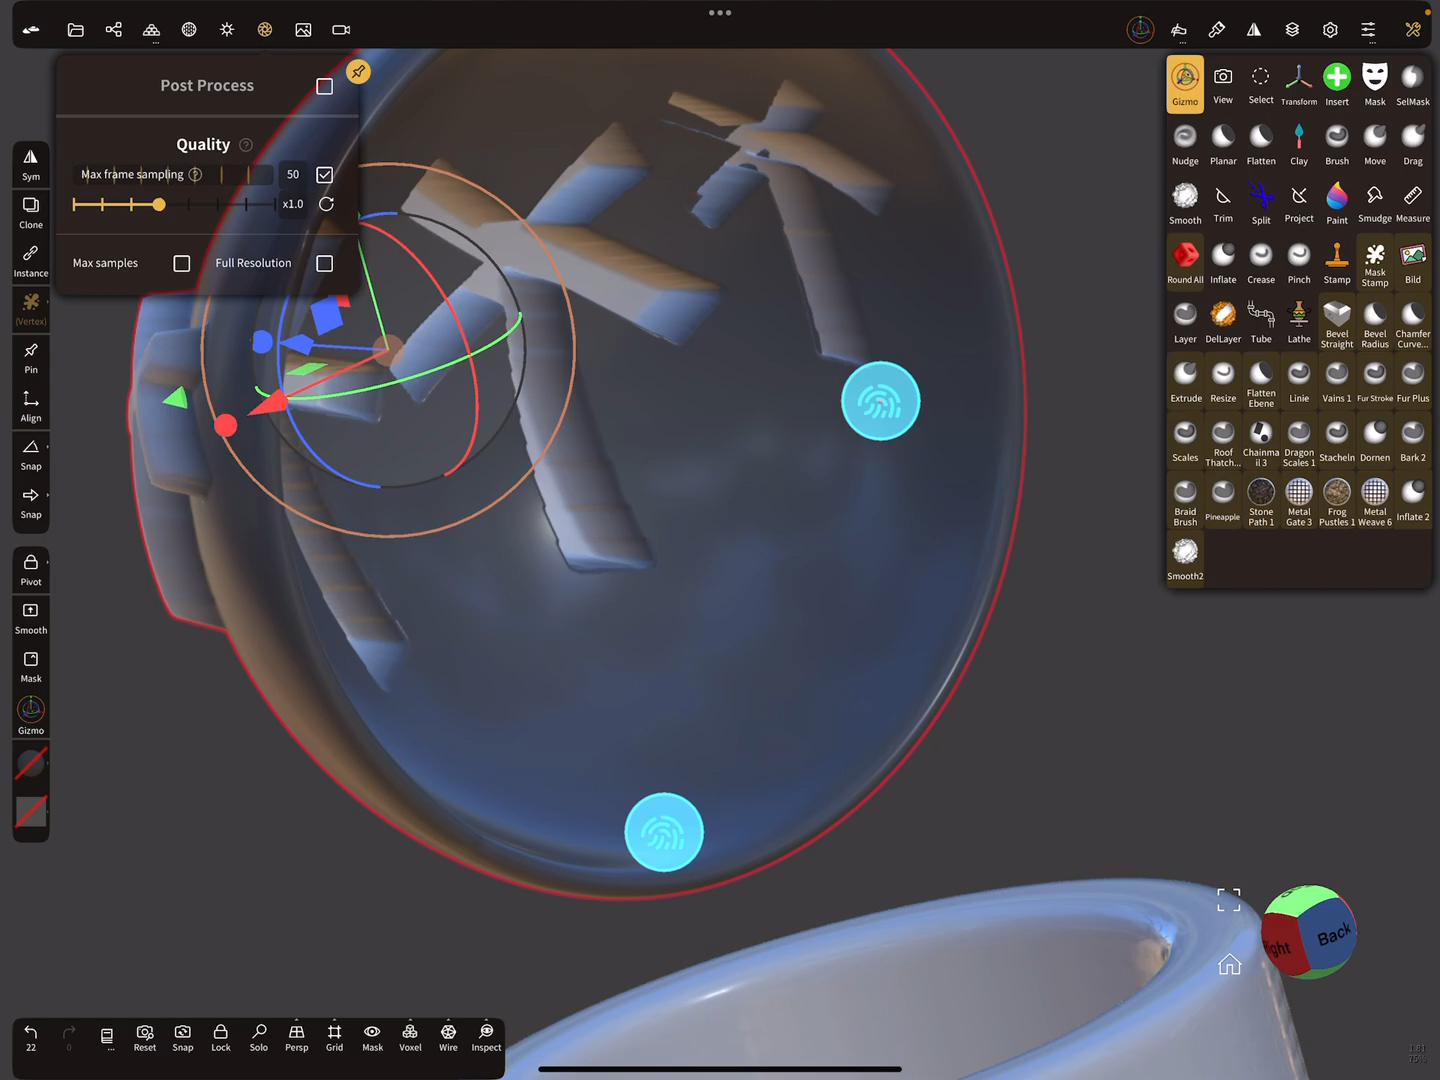 Post Process
Quality ?
Max frame sampling ? 50
x1.0
Max samples
Full Resolution
Sym
Clone
Instance
(Vertex)
Pin
Align
Snap
Snap
Pivot
Smooth
Mask
Gizmo
Gizmo View Select Transform Insert Mask SelMask
Nudge Planar Flatten Clay Brush Move Drag
Smooth Trim Split Project Paint Smudge Measure
Round All Inflate Crease Pinch Stamp Mask Stamp Bild
Layer DelLayer Tube Lathe Bevel Straight Bevel Radius Chamfer Curve...
Extrude Resize Flatten Ebene Linie Vains 1 Fur Stroke Fur Plus
Scales Roof Thatch... Chainmail 3 Dragon Scales 1 Stacheln Dornen Bark 2
Braid Brush Pineapple Stone Path 1 Metal Gate 3 Frog Pustles 1 Metal Weave 6 Inflate 2
Smooth2
ight Back
22 0 ... Reset Snap Lock Solo Persp Grid Mask Voxel Wire Inspect
1.81
75%